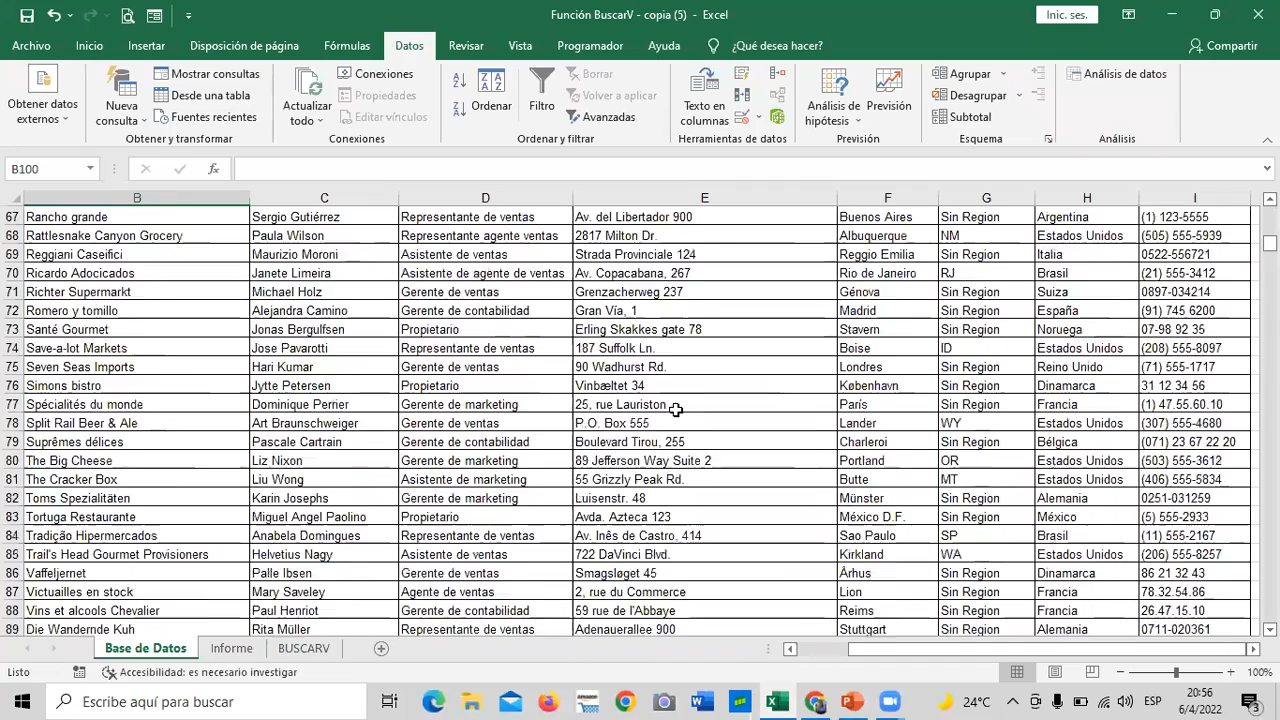 Función BuscarV - copia (5) - Excel
Inic. ses.
Archivo Inicio Insertar Disposición de página Fórmulas Datos Revisar Vista Programador Ayuda ¿Qué desea hacer? Compartir
Obtener datos externos
Nueva consulta
Mostrar consultas
Desde una tabla
Fuentes recientes
Obtener y transformar
Actualizar todo
Conexiones
Propiedades
Editar vínculos
Conexiones
Ordenar
Filtro
Borrar
Volver a aplicar
Avanzadas
Ordenar y filtrar
Texto en columnas
Herramientas de datos
Análisis de hipótesis
Previsión
Previsión
Agrupar
Desagrupar
Subtotal
Esquema
Análisis de datos
Análisis
B100 fx
B C D E F G H I
67 Rancho grande Sergio Gutiérrez Representante de ventas Av. del Libertador 900 Buenos Aires Sin Region Argentina (1) 123-5555
68 Rattlesnake Canyon Grocery Paula Wilson Representante agente ventas 2817 Milton Dr. Albuquerque NM Estados Unidos (505) 555-5939
69 Reggiani Caseifici Maurizio Moroni Asistente de ventas Strada Provinciale 124 Reggio Emilia Sin Region Italia 0522-556721
70 Ricardo Adocicados Janete Limeira Asistente de agente de ventas Av. Copacabana, 267 Rio de Janeiro RJ Brasil (21) 555-3412
71 Richter Supermarkt Michael Holz Gerente de ventas Grenzacherweg 237 Génova Sin Region Suiza 0897-034214
72 Romero y tomillo Alejandra Camino Gerente de contabilidad Gran Vía, 1 Madrid Sin Region España (91) 745 6200
73 Santé Gourmet Jonas Bergulfsen Propietario Erling Skakkes gate 78 Stavern Sin Region Noruega 07-98 92 35
74 Save-a-lot Markets Jose Pavarotti Representante de ventas 187 Suffolk Ln. Boise ID Estados Unidos (208) 555-8097
75 Seven Seas Imports Hari Kumar Gerente de ventas 90 Wadhurst Rd. Londres Sin Region Reino Unido (71) 555-1717
76 Simons bistro Jytte Petersen Propietario Vinbæltet 34 København Sin Region Dinamarca 31 12 34 56
77 Spécialités du monde Dominique Perrier Gerente de marketing 25, rue Lauriston París Sin Region Francia (1) 47.55.60.10
78 Split Rail Beer & Ale Art Braunschweiger Gerente de ventas P.O. Box 555 Lander WY Estados Unidos (307) 555-4680
79 Suprêmes délices Pascale Cartrain Gerente de contabilidad Boulevard Tirou, 255 Charleroi Sin Region Bélgica (071) 23 67 22 20
80 The Big Cheese Liz Nixon Gerente de marketing 89 Jefferson Way Suite 2 Portland OR Estados Unidos (503) 555-3612
81 The Cracker Box Liu Wong Asistente de marketing 55 Grizzly Peak Rd. Butte MT Estados Unidos (406) 555-5834
82 Toms Spezialitäten Karin Josephs Gerente de marketing Luisenstr. 48 Münster Sin Region Alemania 0251-031259
83 Tortuga Restaurante Miguel Angel Paolino Propietario Avda. Azteca 123 México D.F. Sin Region México (5) 555-2933
84 Tradição Hipermercados Anabela Domingues Representante de ventas Av. Inês de Castro, 414 Sao Paulo SP Brasil (11) 555-2167
85 Trail's Head Gourmet Provisioners Helvetius Nagy Asistente de ventas 722 DaVinci Blvd. Kirkland WA Estados Unidos (206) 555-8257
86 Vaffeljernet Palle Ibsen Gerente de ventas Smagsløget 45 Århus Sin Region Dinamarca 86 21 32 43
87 Victuailles en stock Mary Saveley Agente de ventas 2, rue du Commerce Lion Sin Region Francia 78.32.54.86
88 Vins et alcools Chevalier Paul Henriot Gerente de contabilidad 59 rue de l'Abbaye Reims Sin Region Francia 26.47.15.10
89 Die Wandernde Kuh Rita Müller Representante de ventas Adenauerallee 900 Stuttgart Sin Region Alemania 0711-020361
Base de Datos Informe BUSCARV
Listo Accesibilidad: es necesario investigar 100%
Escribe aquí para buscar amazon 24°C ESP 20:56
6/4/2022 3